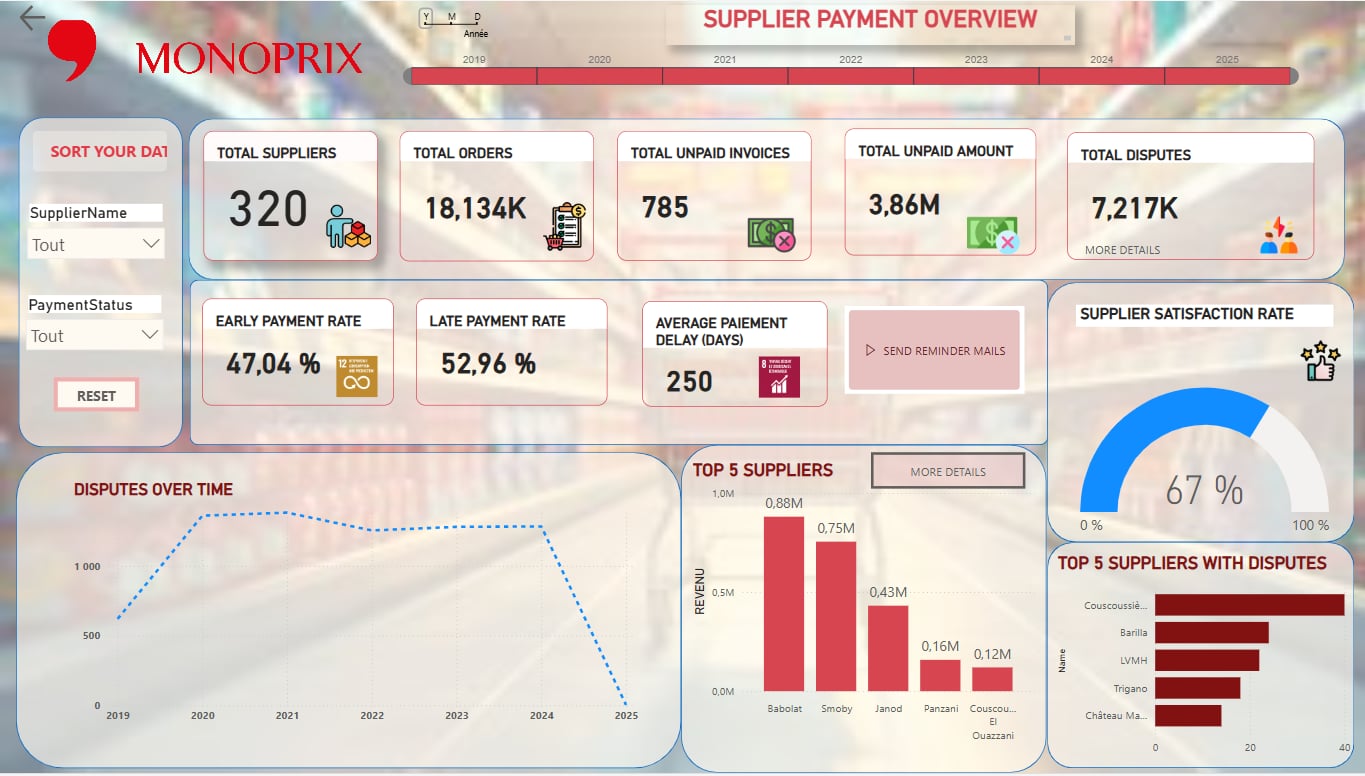 MONOPRIX
Y M D
Année
SUPPLIER PAYMENT OVERVIEW
2019 2020 2021 2022 2023 2024 2025
SORT YOUR DAT
SupplierName
Tout
PaymentStatus
Tout
RESET
TOTAL SUPPLIERS
320
TOTAL ORDERS
18,134K
TOTAL UNPAID INVOICES
785
TOTAL UNPAID AMOUNT
3,86M
TOTAL DISPUTES
7,217K
MORE DETAILS
EARLY PAYMENT RATE
47,04 %
12
LATE PAYMENT RATE
52,96 %
AVERAGE PAIEMENT
DELAY (DAYS)
250
8
SEND REMINDER MAILS
SUPPLIER SATISFACTION RATE
67 %
0 %
100 %
DISPUTES OVER TIME
1 000
500
0
2019 2020 2021 2022 2023 2024 2025
TOP 5 SUPPLIERS
MORE DETAILS
REVENU
1,0M
0,5M
0,0M
0,88M
0,75M
0,43M
0,16M
0,12M
Babolat Smoby Janod Panzani Couscou...
El
Ouazzani
TOP 5 SUPPLIERS WITH DISPUTES
Name
Couscoussiè...
Barilla
LVMH
Trigano
Château Ma...
0 20 40